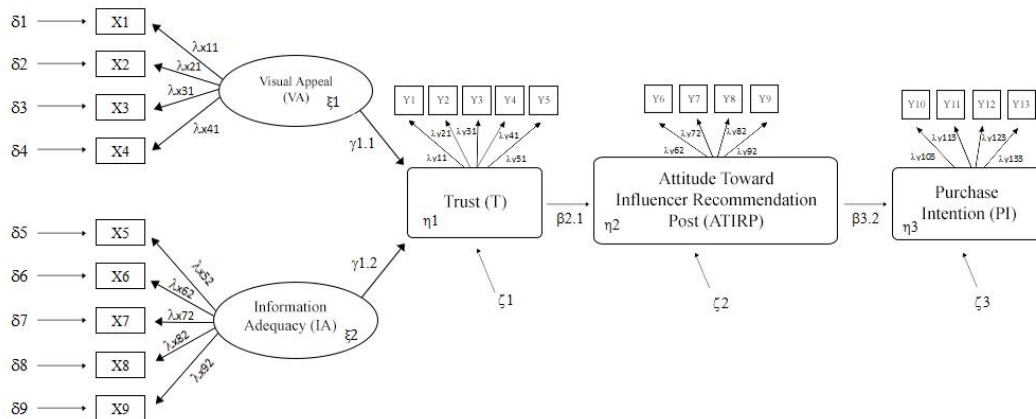 δ1
X1
λx11
δ2
X2
λx21
δ3
X3
λx31
δ4
X4
λx41
Visual Appeal
(VA)
ξ1
γ1.1
Y1
Y2
Y3
Y4
Y5
λy11
λy21
λy31
λy41
λy51
Trust (T)
η1
ζ1
β2.1
Y6
Y7
Y8
Y9
λy62
λy72
λy82
λy92
Attitude Toward
Influencer Recommendation
Post (ATIRP)
η2
ζ2
β3.2
Y10
Y11
Y12
Y13
λy103
λy113
λy123
λy133
Purchase
Intention (PI)
η3
ζ3
δ5
X5
λx52
δ6
X6
λx62
δ7
X7
λx72
δ8
X8
λx82
δ9
X9
λx92
Information
Adequacy (IA)
ξ2
γ1.2